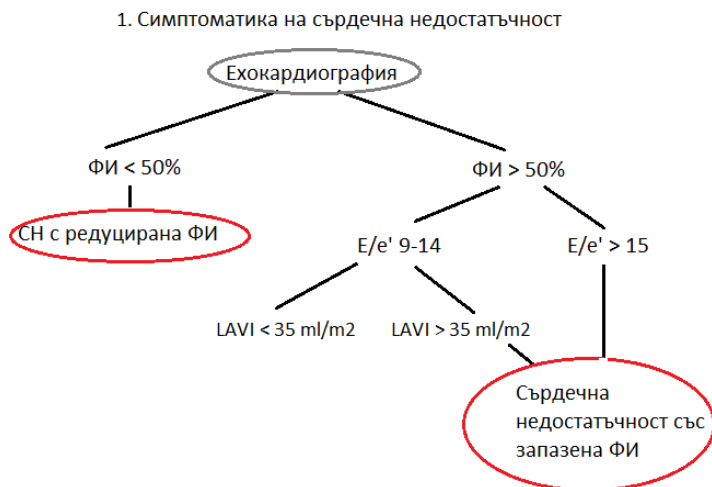 1. Симптоматика на сърдечна недостатъчност
Ехокардиография
ФИ < 50%
ФИ > 50%
СН с редуцирана ФИ
E/e' 9-14
E/e' > 15
LAVI < 35 ml/m2
LAVI > 35 ml/m2
Сърдечна
недостатъчност със
запазена ФИ